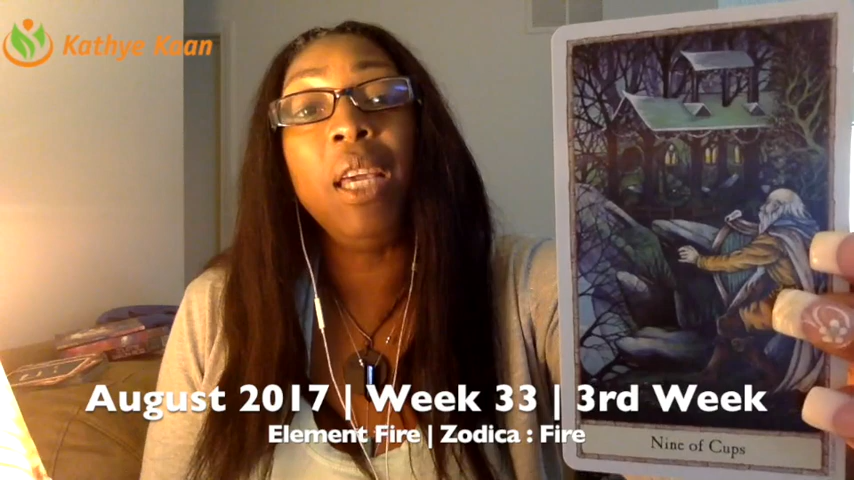 Kathye Kaan
August 2017 | Week 33 | 3rd Week
Element Fire | Zodica : Fire
Nine of Cups